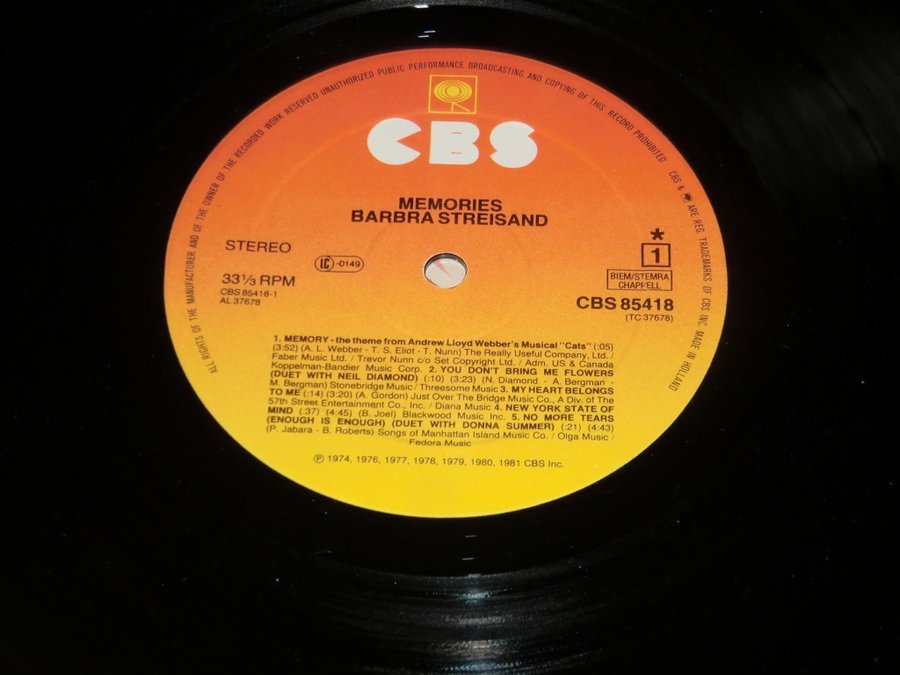 ALL RIGHTS OF THE MANUFACTURER AND OF THE OWNER OF THE RECORDED WORK RESERVED UNAUTHORIZED PUBLIC PERFORMANCE BROADCASTING AND COPYING OF THIS RECORD PROHIBITED
CBS & ARE REG. TRADEMARKS OF CBS INC. MADE IN HOLLAND
CBS
MEMORIES
BARBRA STREISAND
STEREO
LC -0149
33⅓ RPM
CBS 85418-1
AL 37678
*
1
BIEM/STEMRA
CHAPPELL
CBS 85418
(TC 37678)
1. MEMORY - the theme from Andrew Lloyd Webber's Musical "Cats" (:05)
(3:52) (A. L. Webber - T. S. Eliot - T. Nunn) The Really Useful Company, Ltd. /
Faber Music Ltd. / Trevor Nunn c/o Set Copyright Ltd. / Adm. US & Canada
Koppelman-Bandier Music Corp. 2. YOU DON'T BRING ME FLOWERS
(DUET WITH NEIL DIAMOND) (:10) (3:23) (N. Diamond - A. Bergman -
M. Bergman) Stonebridge Music / Threesome Music 3. MY HEART BELONGS
TO ME (:14) (3:20) (A. Gordon) Just Over The Bridge Music Co., A Div. of The
57th Street Entertainment Co., Inc. / Diana Music 4. NEW YORK STATE OF
MIND (:37) (4:45) (B. Joel) Blackwood Music Inc. 5. NO MORE TEARS
(ENOUGH IS ENOUGH) (DUET WITH DONNA SUMMER) (:21) (4:43)
(P. Jabara - B. Roberts) Songs of Manhattan Island Music Co. / Olga Music /
Fedora Music
℗ 1974, 1976, 1977, 1978, 1979, 1980, 1981 CBS Inc.